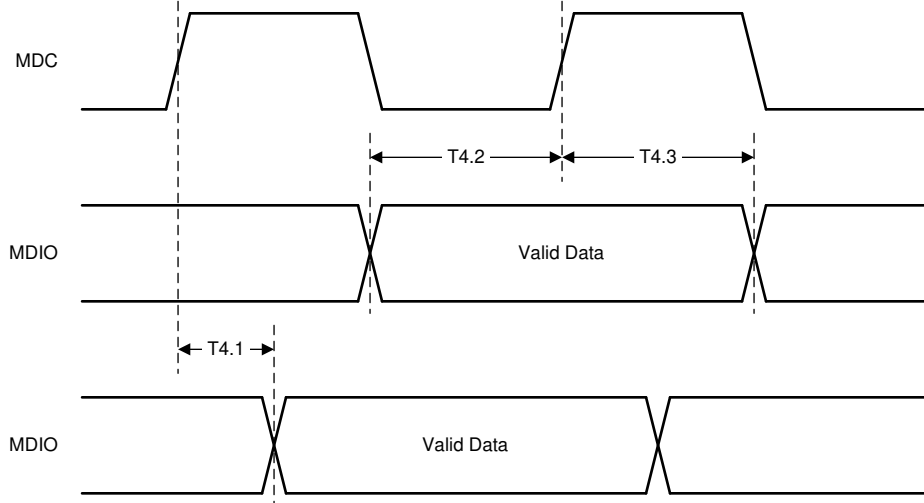 MDC
T4.2
T4.3
MDIO
Valid Data
T4.1
MDIO
Valid Data